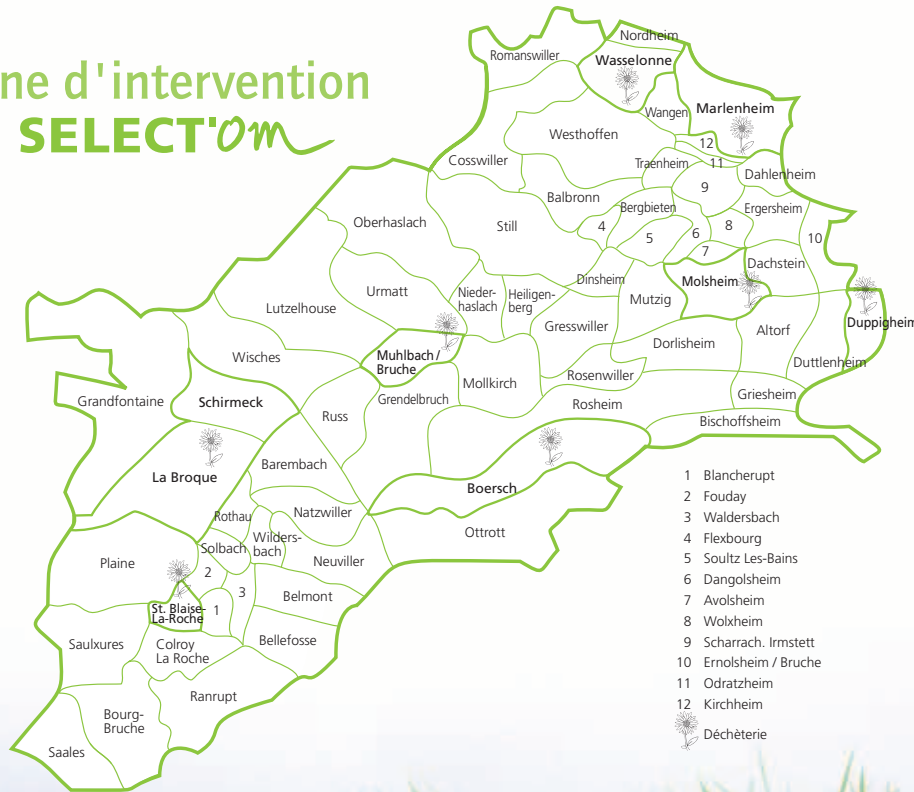 ne d'intervention
SELECT'Om
Nordheim
Romanswiller
Wasselonne
Wangen
Marlenheim
Westhoffen
12
Cosswiller
Traenheim
11
Dahlenheim
9
Balbronn
Bergbieten
Ergersheim
Oberhaslach
Still
4
5
6
8
10
7
Dachstein
Dinsheim
Molsheim
Urmatt
Nieder-
haslach
Heiligen-
berg
Mutzig
Lutzelhouse
Gresswiller
Altorf
Duppigheim
Dorlisheim
Wisches
Muhlbach /
Bruche
Duttlenheim
Mollkirch
Rosenwiller
Grandfontaine
Schirmeck
Grendelbruch
Griesheim
Russ
Rosheim
Bischoffsheim
Barembach
La Broque
Boersch
Natzwiller
Rothau
Ottrott
Wilders-
bach
Solbach
Plaine
Neuviller
2
3
Belmont
St. Blaise-
La-Roche
1
Saulxures
Colroy
La Roche
Bellefosse
Ranrupt
Bourg-
Bruche
Saales
1 Blancherupt
2 Fouday
3 Waldersbach
4 Flexbourg
5 Soultz Les-Bains
6 Dangolsheim
7 Avolsheim
8 Wolxheim
9 Scharrach. Irmstett
10 Ernolsheim / Bruche
11 Odratzheim
12 Kirchheim
Déchèterie